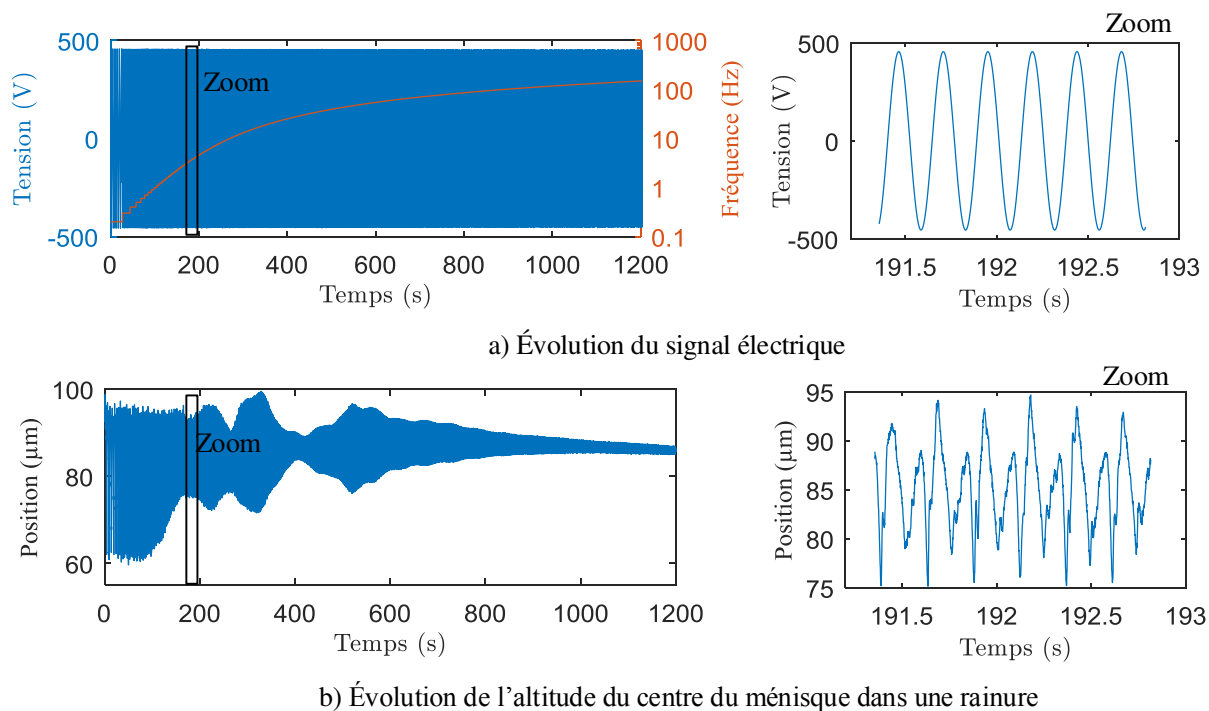 Zoom
500
0
-500
Tension (V)
Zoom
1000
100
10
1
0.1
Fréquence (Hz)
0 200 400 600 800 1000 1200
Temps (s)
500
0
-500
Tension (V)
191.5 192 192.5 193
Temps (s)
a) Évolution du signal électrique
Zoom
100
80
60
Position (µm)
Zoom
0 200 400 600 800 1000 1200
Temps (s)
95
90
85
80
75
Position (µm)
191.5 192 192.5 193
Temps (s)
b) Évolution de l'altitude du centre du ménisque dans une rainure